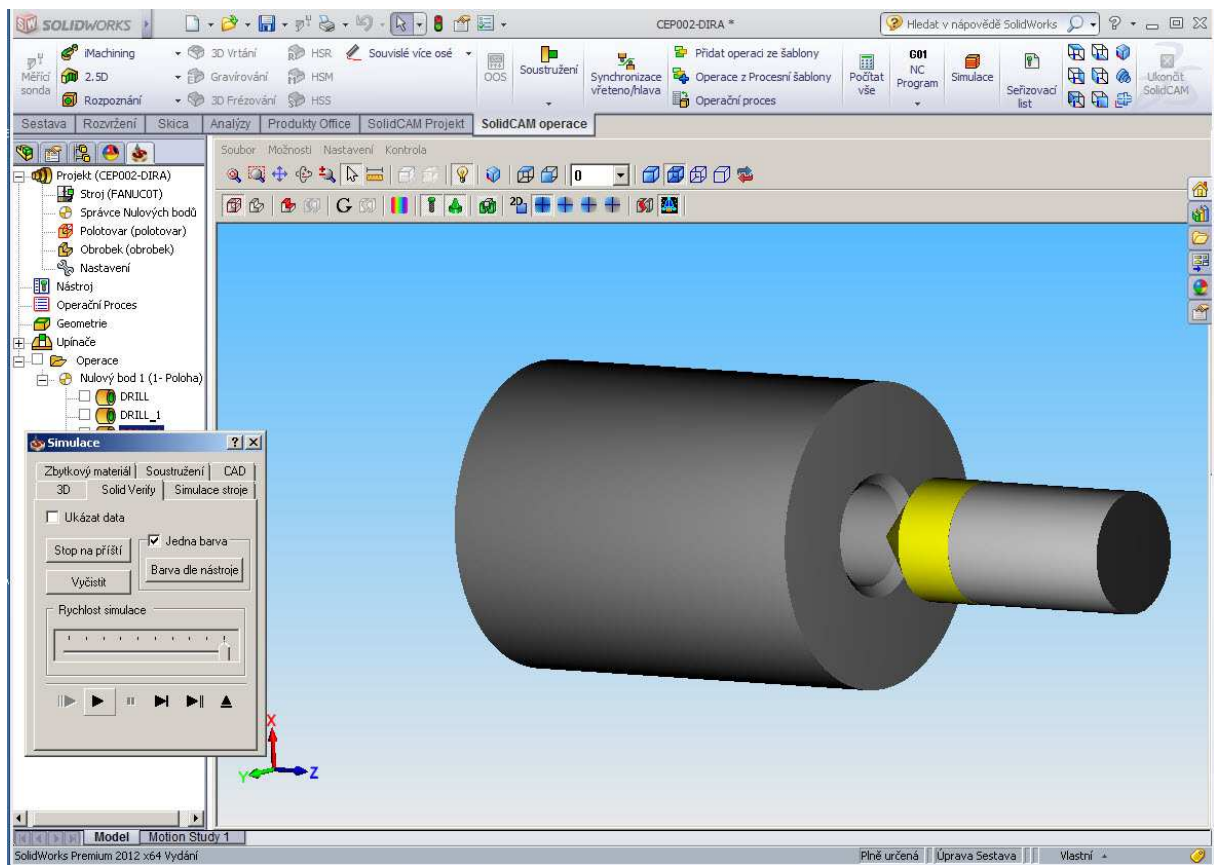 SOLIDWORKS
CEP002-DIRA *
Hledat v nápovědě SolidWorks
Měřící sonda
iMachining
2.5D
Rozpoznání
3D Vrtání
Gravírování
3D Frézování
HSR
HSM
HSS
Souvislé více osé
OOS
Soustružení
Synchronizace vřeteno/hlava
Přidat operaci ze šablony
Operace z Procesní šablony
Operační proces
Počítat vše
G01
NC Program
Simulace
Seřizovací list
Ukončit SolidCAM
Sestava
Rozvržení
Skica
Analýzy
Produkty Office
SolidCAM Projekt
SolidCAM operace
Soubor Možnosti Nastavení Kontrola
0
G
2D
Projekt (CEP002-DIRA)
Stroj (FANUC0T)
Správce Nulových bodů
Polotovar (polotovar)
Obrobek (obrobek)
Nastavení
Nástroj
Operační Proces
Geometrie
Upínače
Operace
Nulový bod 1 (1- Poloha)
DRILL
DRILL_1
Simulace
Zbytkový materiál
Soustružení
CAD
3D
Solid Verify
Simulace stroje
Ukázat data
Stop na příští
Vyčistit
Jedna barva
Barva dle nástroje
Rychlost simulace
X
Y
Z
Model
Motion Study 1
SolidWorks Premium 2012 x64 Vydání
Plně určená
Úprava Sestava
Vlastní